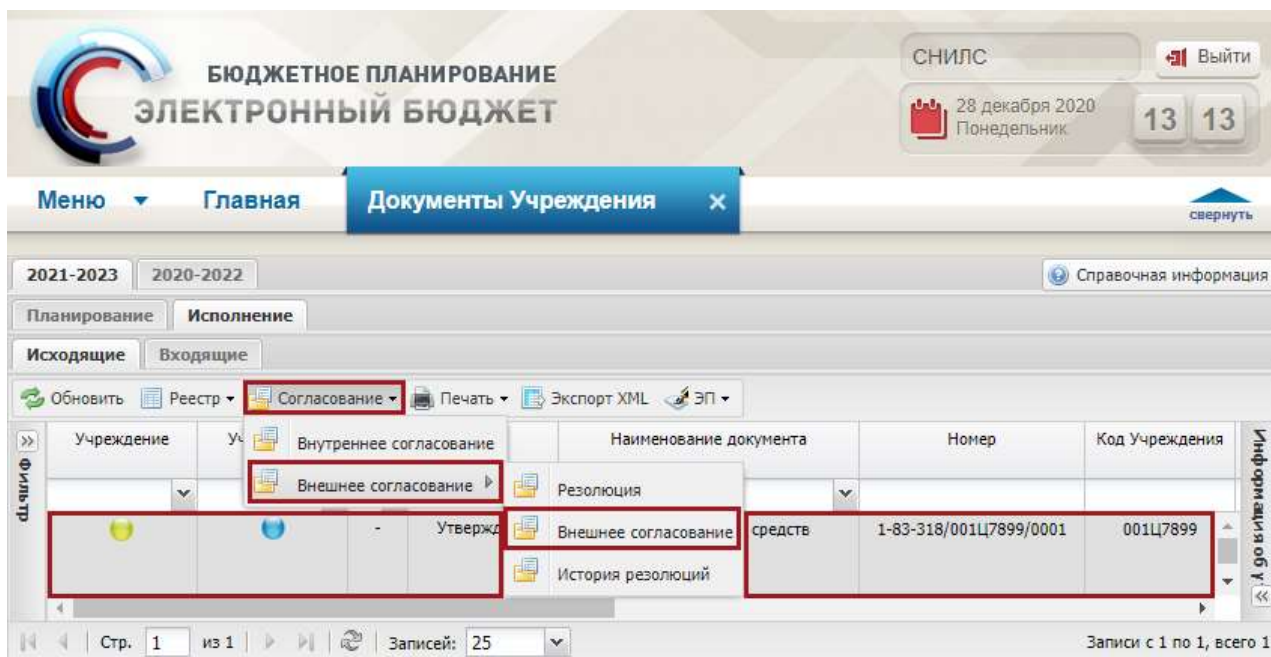 СНИЛС
Выйти
БЮДЖЕТНОЕ ПЛАНИРОВАНИЕ
ЭЛЕКТРОННЫЙ БЮДЖЕТ
28 декабря 2020
Понедельник
13 13
Меню Главная Документы Учреждения
свернуть
2021-2023 2020-2022 Справочная информация
Планирование Исполнение
Исходящие Входящие
Обновить Реестр Согласование Печать Экспорт XML ЭП
Учреждение Наименование документа Номер Код Учреждения
Внутреннее согласование
Внешнее согласование
Резолюция
Внешнее согласование
История резолюций
Фильтр
- средств 1-83-318/001Ц7899/0001 001Ц7899
Информация об у
Стр. 1 из 1 Записей: 25 Записи с 1 по 1, всего 1